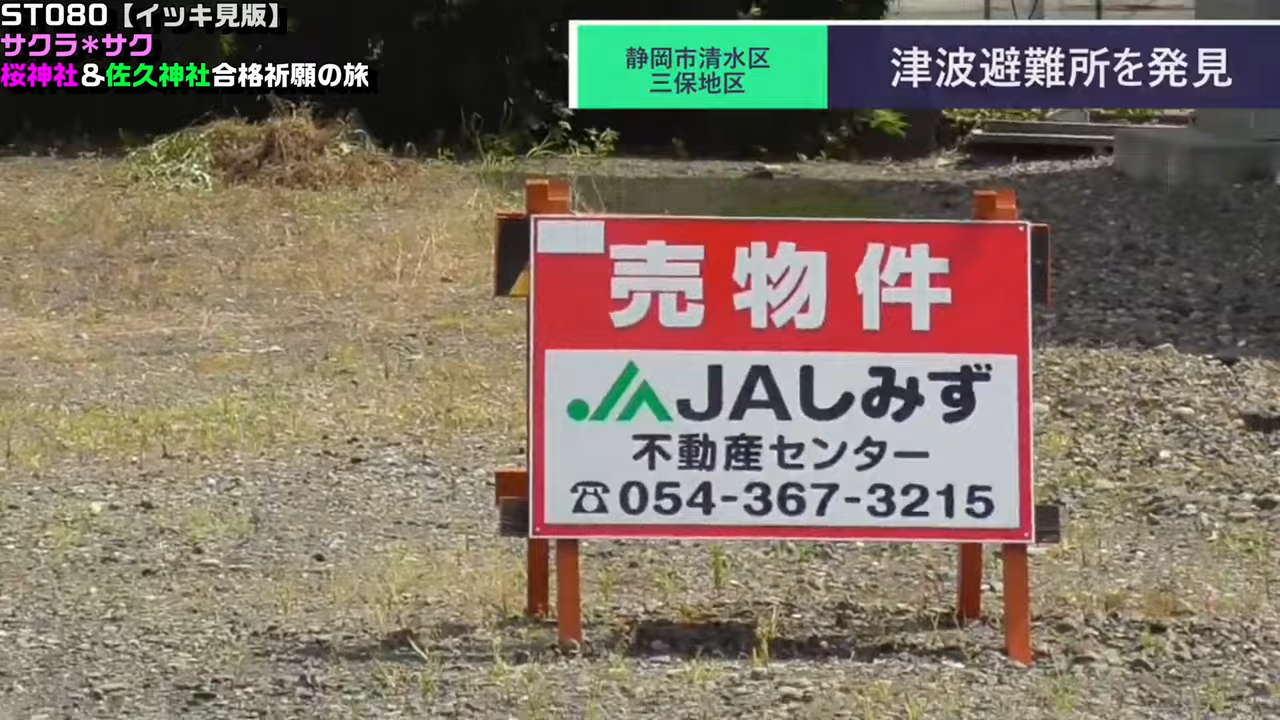 ST080【イッキ見版】
サクラ*サク
桜神社&佐久神社合格祈願の旅
静岡市清水区
三保地区
津波避難所を発見
売物件
JAしみず
不動産センター
☎054-367-3215